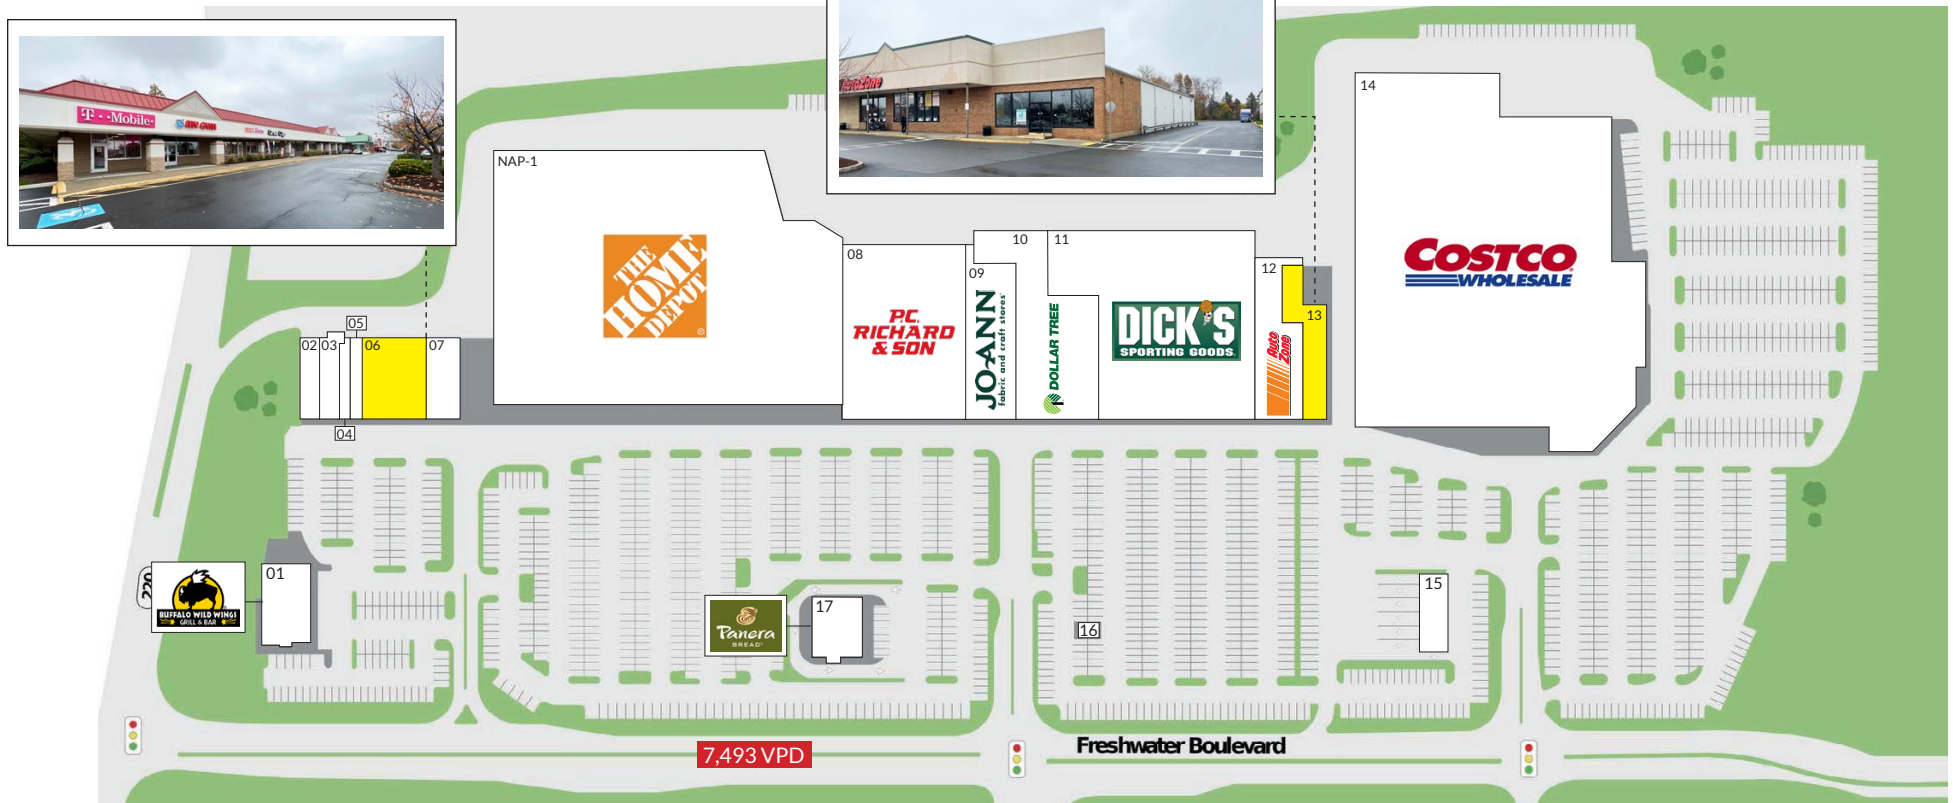 T··Mobile·
AutoZone
14
NAP-1
THE
HOME
DEPOT
®
08
P.C.
RICHARD
& SON
09
10
11
JO-ANN
fabric and craft stores
DOLLAR TREE
DICK'S
SPORTING GOODS
12
13
Auto
Zone
COSTCO
WHOLESALE
05
02
03
06
07
04
220
BUFFALO WILD WINGS
GRILL & BAR
01
Panera
BREAD®
17
16
15
7,493 VPD
Freshwater Boulevard